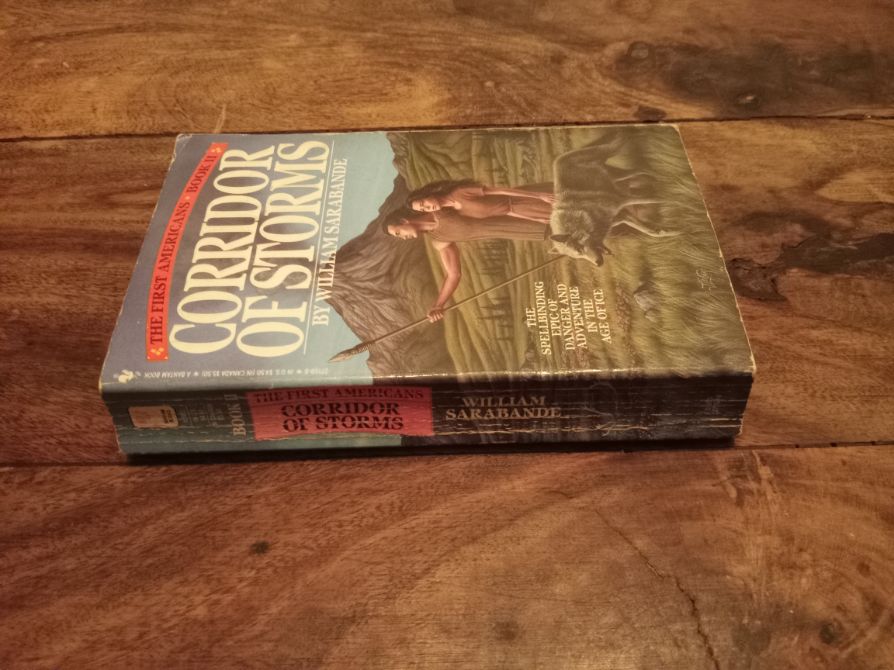 THE FIRST AMERICANS · BOOK II
CORRIDOR
OF STORMS
BY WILLIAM SARABANDE
THE
SPELLBINDING
EPIC OF
DANGER AND
ADVENTURE
IN THE
AGE OF ICE
A BANTAM BOOK
BOOK II
THE FIRST AMERICANS
CORRIDOR
OF STORMS
WILLIAM
SARABANDE